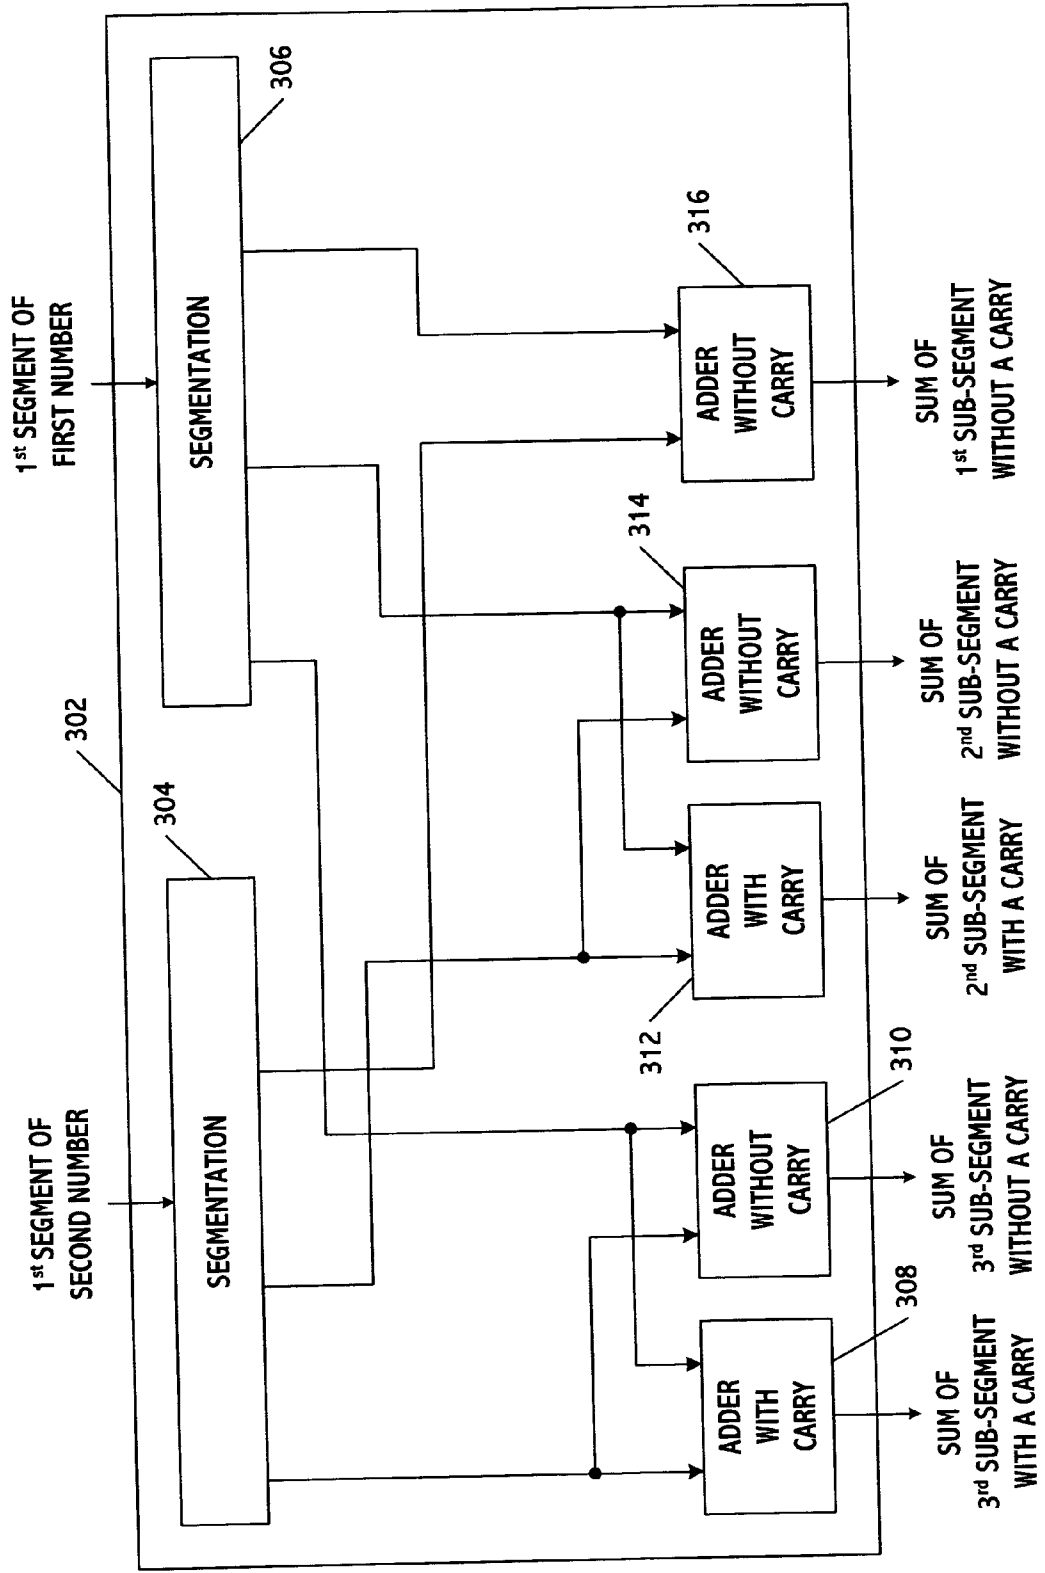 1st SEGMENT OF
SECOND NUMBER
1st SEGMENT OF
FIRST NUMBER
302
304
306
SEGMENTATION
SEGMENTATION
ADDER
WITH
CARRY
308
ADDER
WITHOUT
CARRY
310
ADDER
WITH
CARRY
312
ADDER
WITHOUT
CARRY
314
ADDER
WITHOUT
CARRY
316
SUM OF
3rd SUB-SEGMENT
WITH A CARRY
SUM OF
3rd SUB-SEGMENT
WITHOUT A CARRY
SUM OF
2nd SUB-SEGMENT
WITH A CARRY
SUM OF
2nd SUB-SEGMENT
WITHOUT A CARRY
SUM OF
1st SUB-SEGMENT
WITHOUT A CARRY